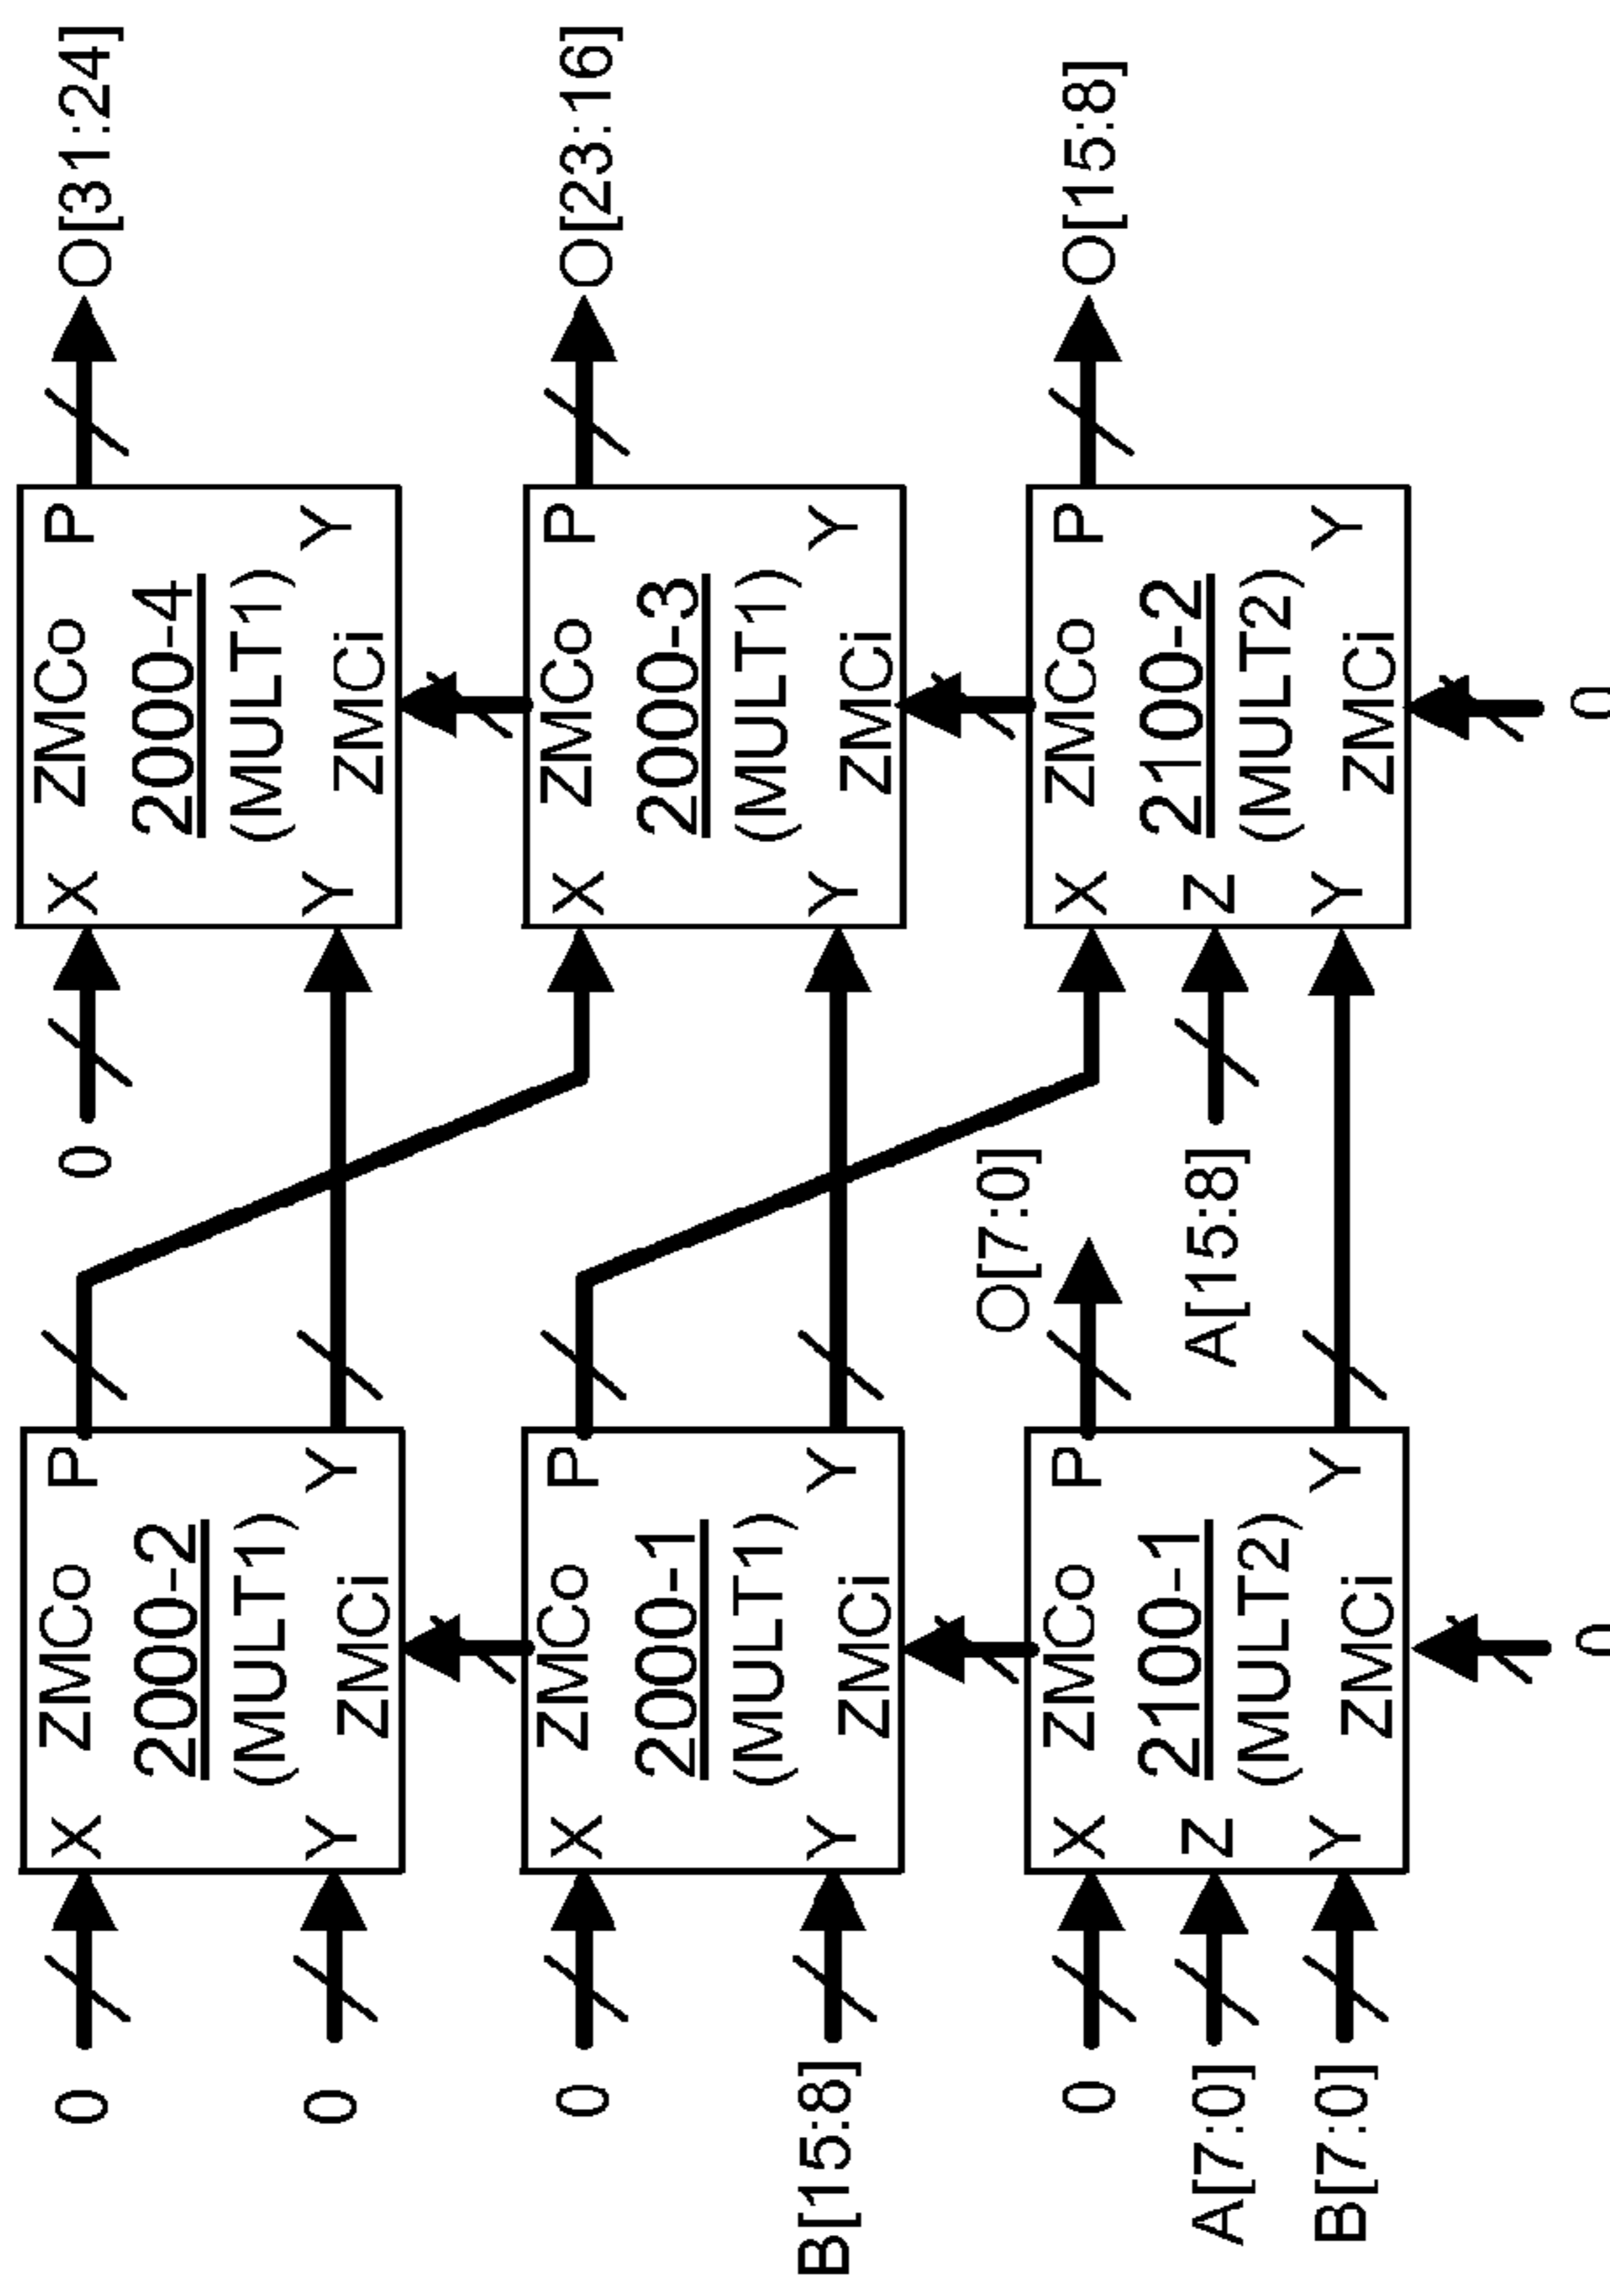 0 X ZMCo P 0 X ZMCo P O[31:24]
2000-2 2000-4
(MULT1) (MULT1)
0 Y Y Y Y
ZMCi ZMCi
0 X ZMCo P X ZMCo P O[23:16]
2000-1 2000-3
(MULT1) (MULT1)
B[15:8] Y Y Y Y
ZMCi ZMCi
O[7:0]
0 X ZMCo P X ZMCo P O[15:8]
2100-1 2100-2
A[7:0] Z A[15:8] Z
(MULT2) (MULT2)
B[7:0] Y Y Y Y
ZMCi ZMCi
0 0